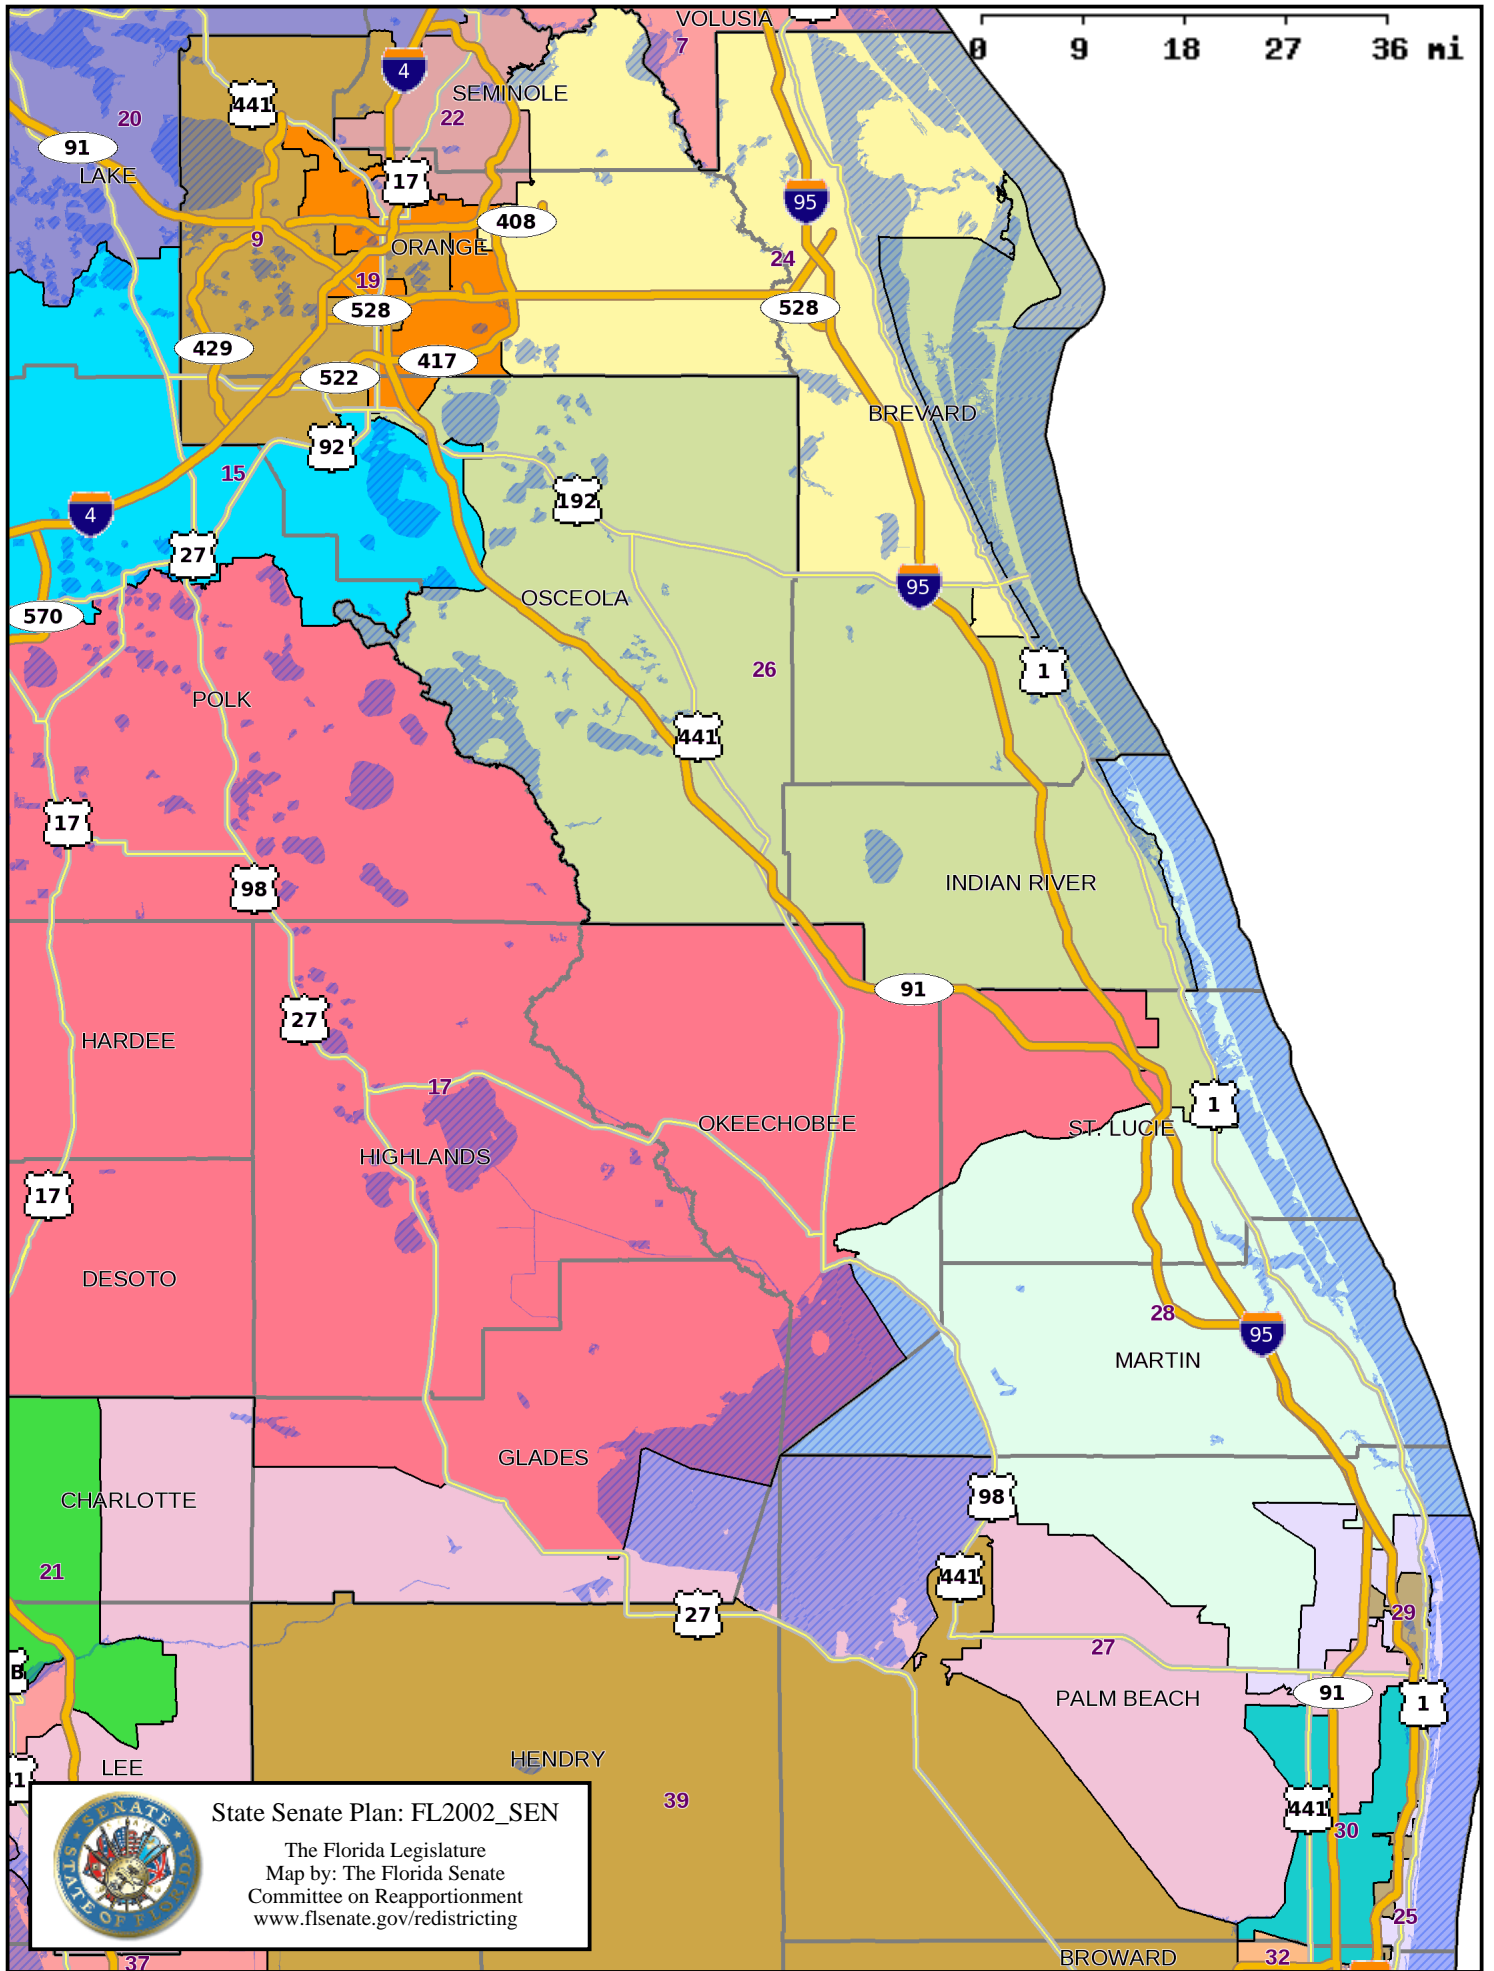 VOLUSIA
7
0 9 18 27 36 mi
4
SEMINOLE
441
20
22
91
LAKE
17
95
408
9
ORANGE
24
19
528
528
429
417
522
BREVARD
92
15
192
4
27
95
OSCEOLA
570
26
1
POLK
441
17
98
INDIAN RIVER
91
27
HARDEE
17
1
OKEECHOBEE
ST. LUCIE
HIGHLANDS
17
DESOTO
28
95
MARTIN
GLADES
98
CHARLOTTE
21
441
27
29
27
B
PALM BEACH
91
1
HENDRY
LEE
41
39
441
30
State Senate Plan: FL2002_SEN
The Florida Legislature
Map by: The Florida Senate
Committee on Reapportionment
www.flsenate.gov/redistricting
SENATE
STATE OF FLORIDA
25
BROWARD
32
37